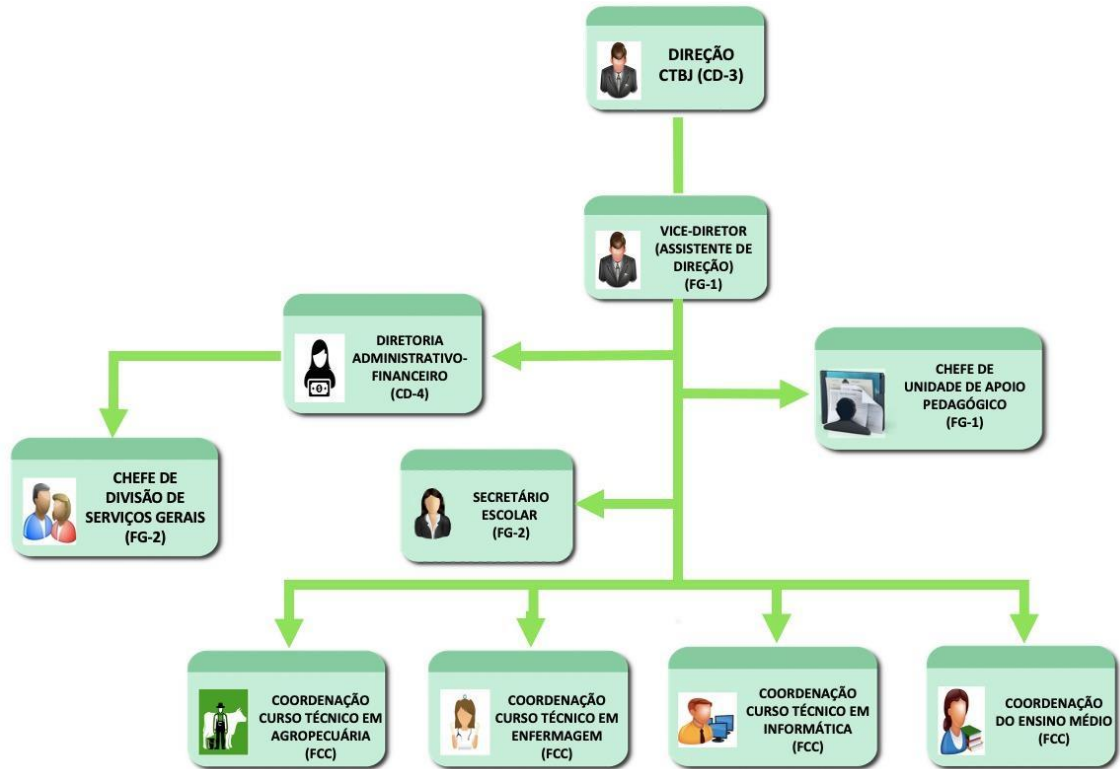 DIREÇÃO
CTBJ (CD-3)
VICE-DIRETOR
(ASSISTENTE DE
DIREÇÃO)
(FG-1)
DIRETORIA
ADMINISTRATIVO-
FINANCEIRO
(CD-4)
CHEFE DE
UNIDADE DE APOIO
PEDAGÓGICO
(FG-1)
CHEFE DE
DIVISÃO DE
SERVIÇOS GERAIS
(FG-2)
SECRETÁRIO
ESCOLAR
(FG-2)
COORDENAÇÃO
CURSO TÉCNICO EM
AGROPECUÁRIA
(FCC)
COORDENAÇÃO
CURSO TÉCNICO EM
ENFERMAGEM
(FCC)
COORDENAÇÃO
CURSO TÉCNICO EM
INFORMÁTICA
(FCC)
COORDENAÇÃO
DO ENSINO MÉDIO
(FCC)